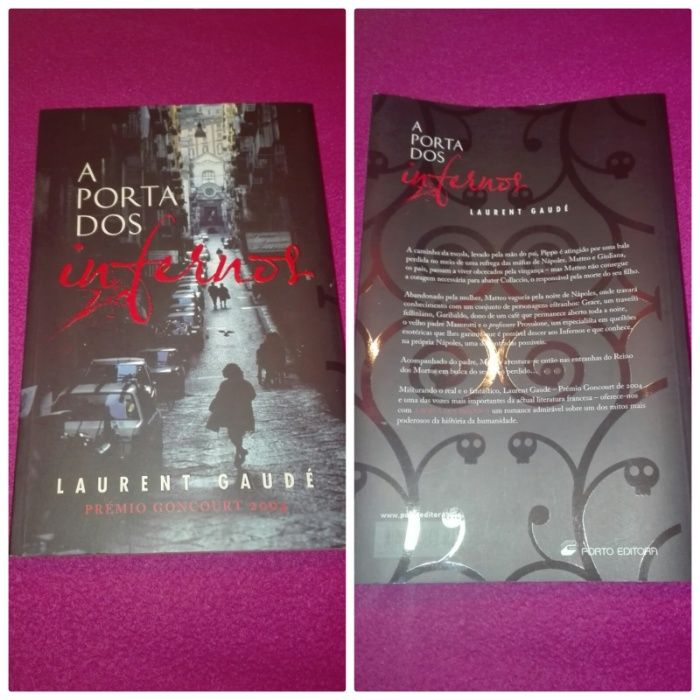 A
PORTA
DOS
infernos
LAURENT GAUDÉ
PRÉMIO GONCOURT 2004
A
PORTA
DOS
infernos
LAURENT GAUDÉ
A caminho da escola, levado pela mão do pai, Pippo é atingido por uma bala
perdida no meio de uma refrega das máfias de Nápoles. Matteo e Giuliana,
os pais, passam a viver obcecados pela vingança – mas Matteo não consegue
a coragem necessária para abater Cullaccio, o responsável pela morte do seu filho.
Abandonado pela mulher, Matteo vagueia pela noite de Nápoles, onde travará
conhecimento com um conjunto de personagens estranhos: Grace, um travesti
felliniano, Garibaldo, dono de um café que permanece aberto toda a noite,
o velho padre Mazerotti e o professore Provolone, um especialista em questões
esotéricas que lhes garante que é possível descer aos Infernos e que conhece,
na própria Nápoles, uma das entradas possíveis.
Acompanhado do padre, Matteo aventura-se então nas entranhas do Reino
dos Mortos em busca do seu filho perdido...
Misturando o real e o fantástico, Laurent Gaudé – Prémio Goncourt de 2004
e uma das vozes mais importantes da actual literatura francesa – oferece-nos
com um romance admirável sobre um dos mitos mais
poderosos da história da humanidade.
www.portoeditora.
PORTO EDITORA